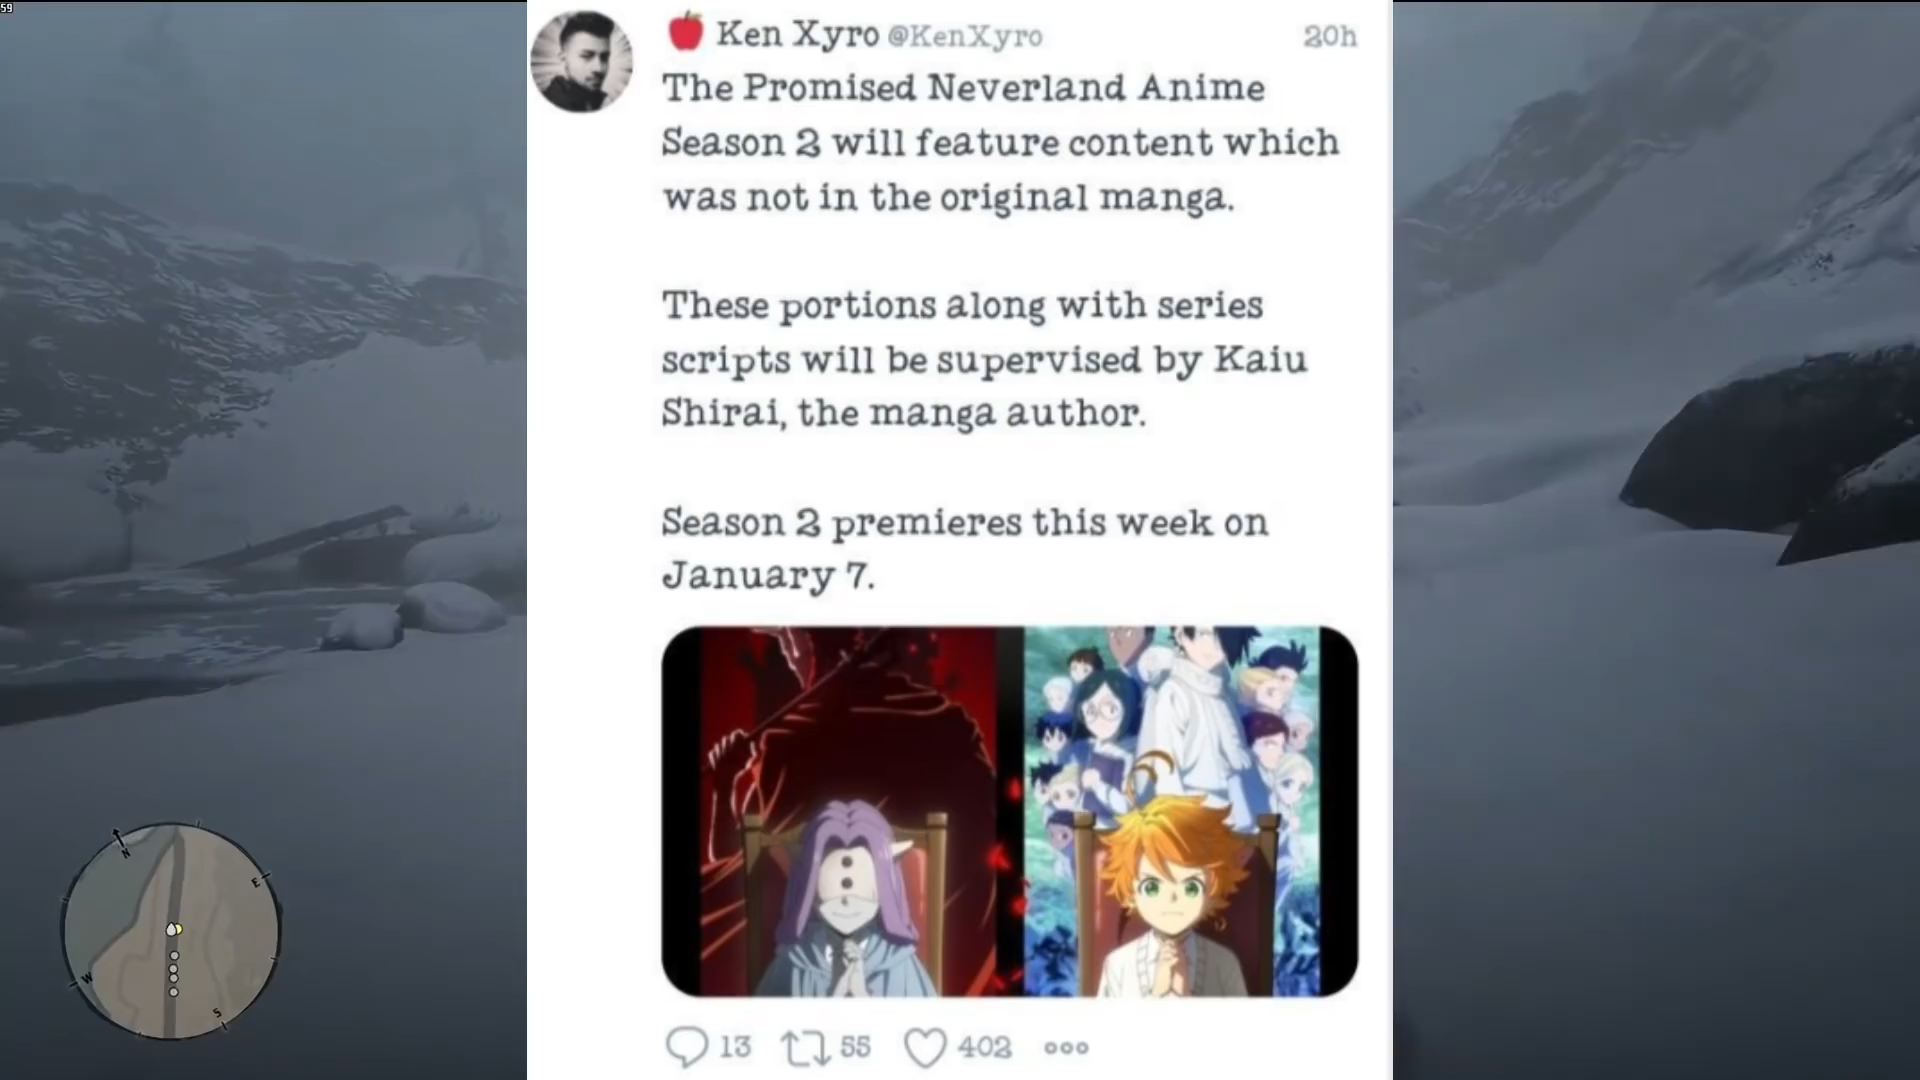 59
Ken Xyro @KenXyro 20h
The Promised Neverland Anime
Season 2 will feature content which
was not in the original manga.
These portions along with series
scripts will be supervised by Kaiu
Shirai, the manga author.
Season 2 premieres this week on
January 7.
N
E
W
S
13 55 402